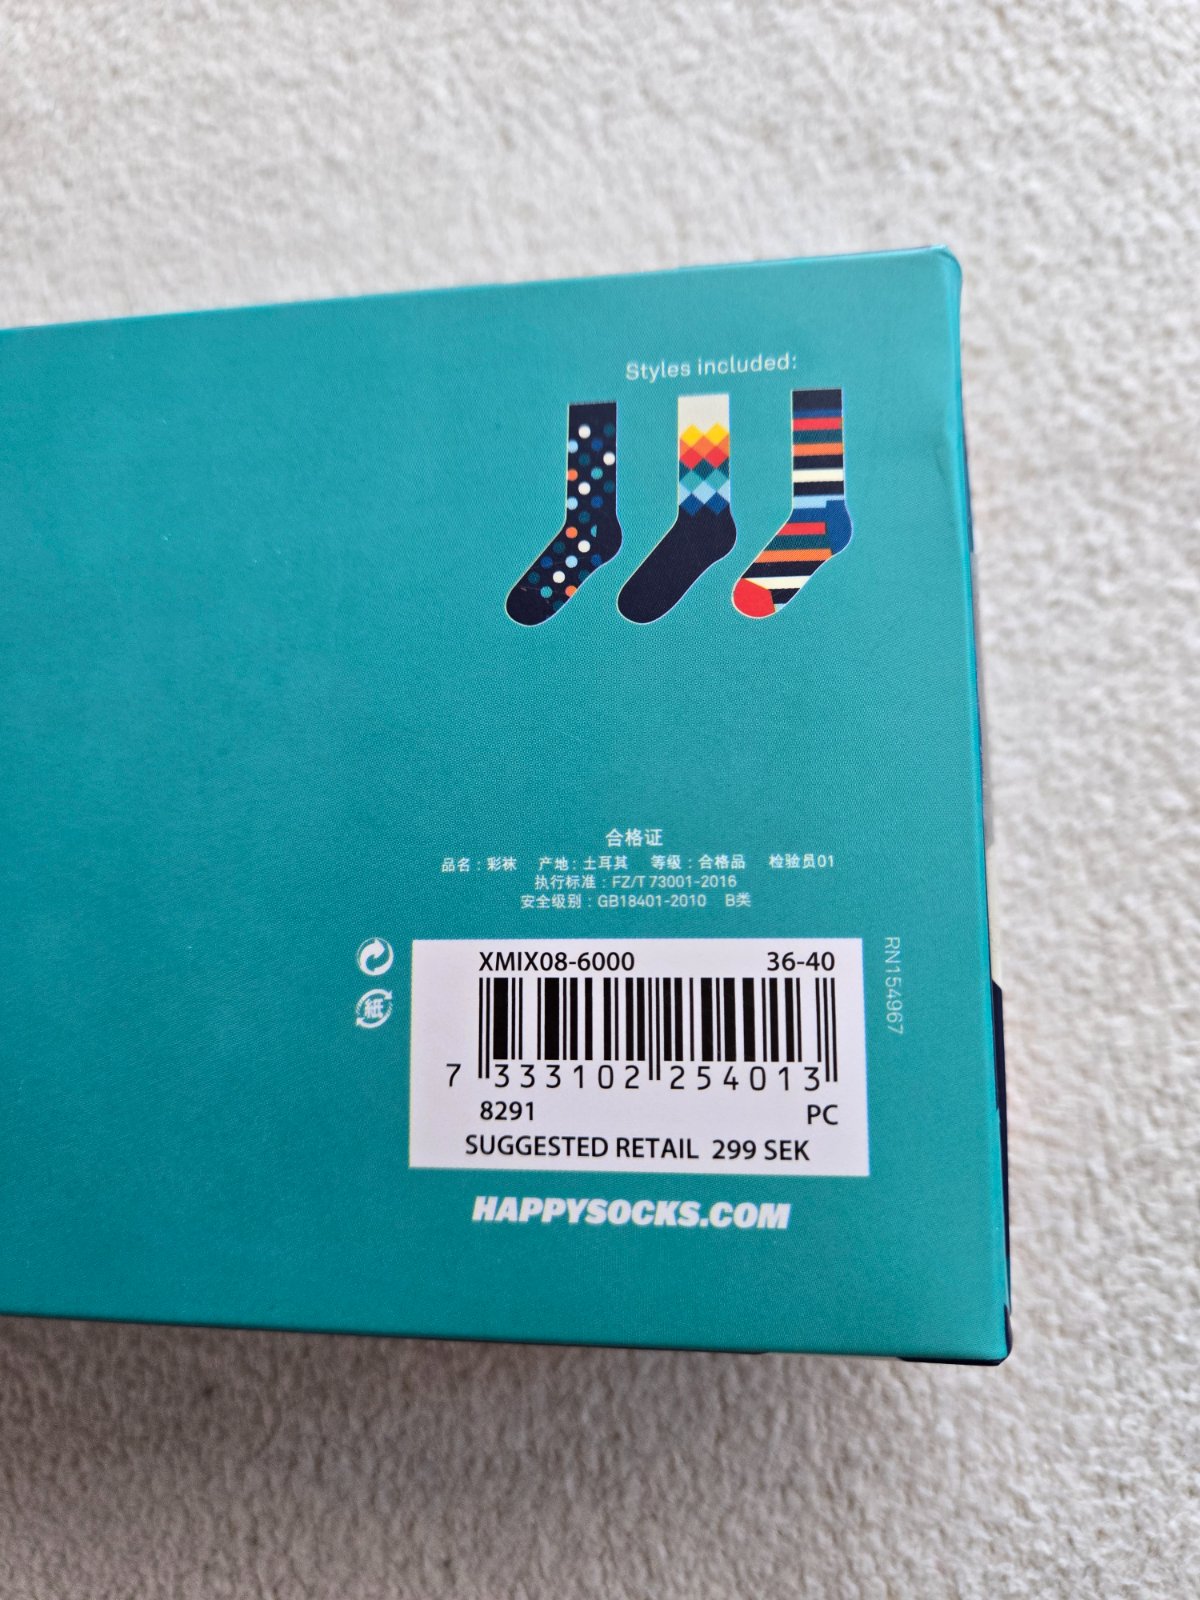 Styles included:
合格证
品名：彩袜 产地：土耳其 等级：合格品 检验员01
执行标准：FZ/T 73001-2016
安全级别：GB18401-2010 B类
XMIX08-6000 36-40
7 333102 254013
8291 PC
SUGGESTED RETAIL 299 SEK
HAPPYSOCKS.COM
RN154967
紙